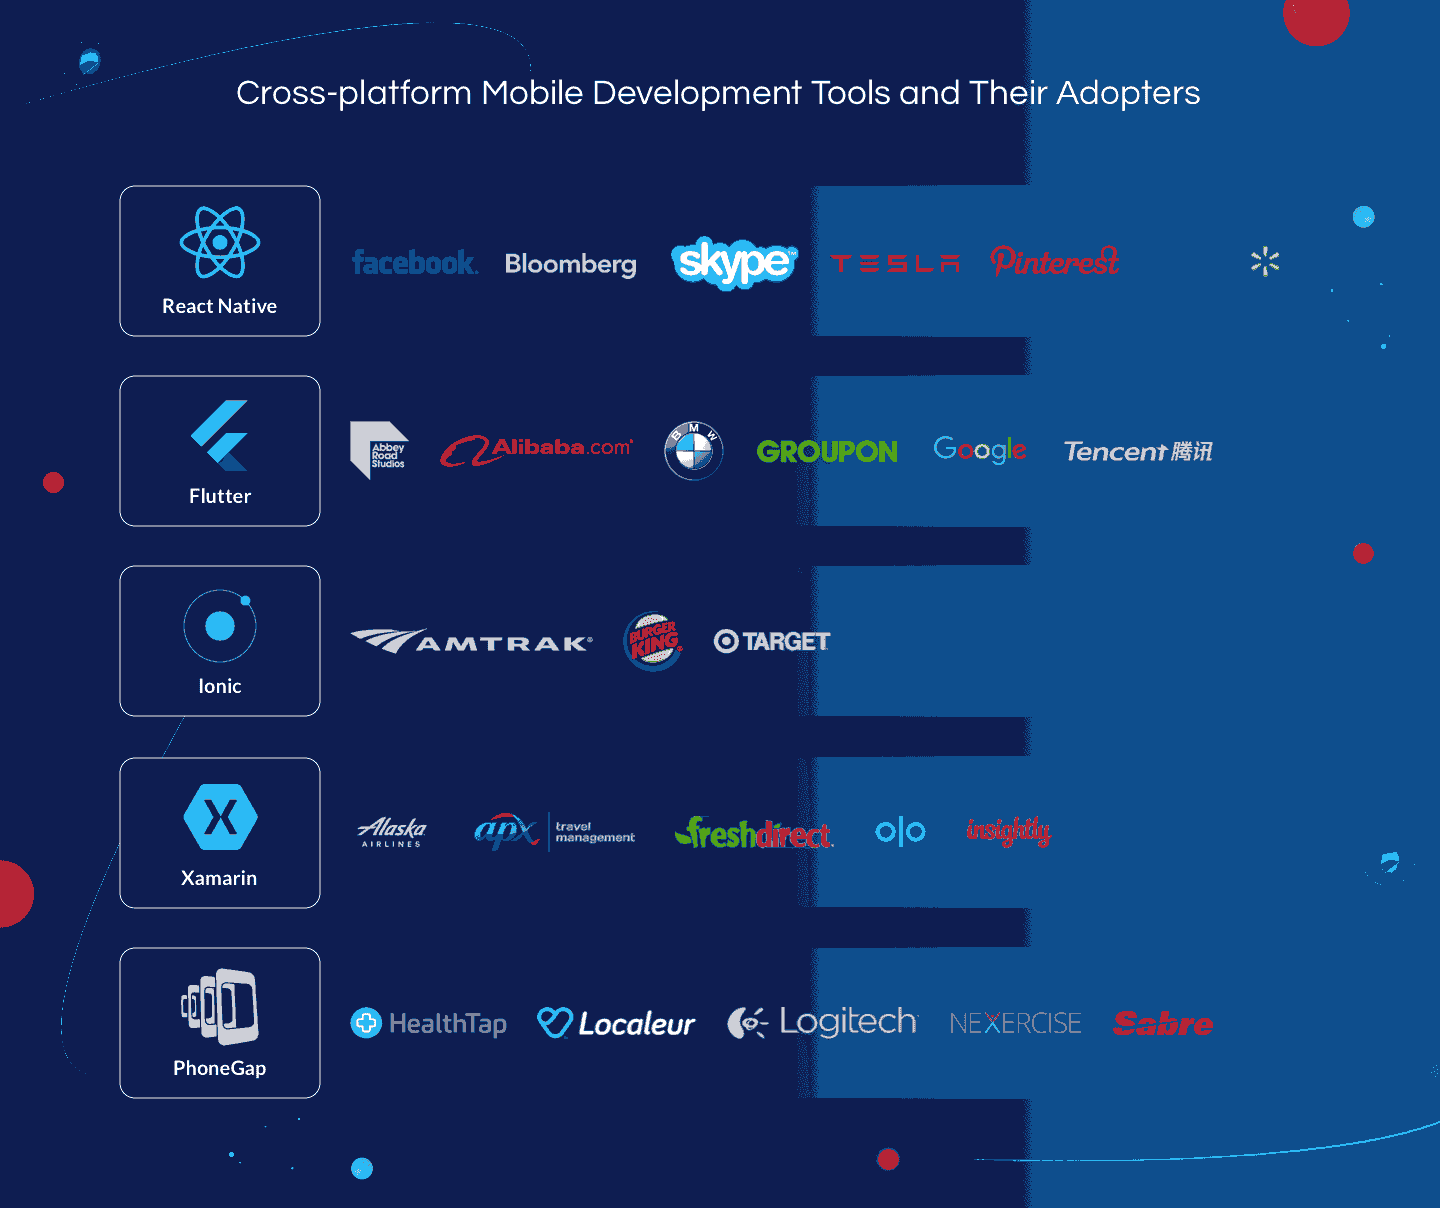 Cross-platform Mobile Development Tools and Their Adopters
React Native
facebook. Bloomberg skype™ TESLA Pinterest
Flutter
Abbey
Road
Studios
Alibaba.com® BMW GROUPON Google Tencent 腾讯
Ionic
AMTRAK® BURGER KING® TARGET
Xamarin
Alaska
AIRLINES
apx travel
management
freshdirect. olo insightly
PhoneGap
HealthTap Localeur Logitech NEXERCISE Sabre